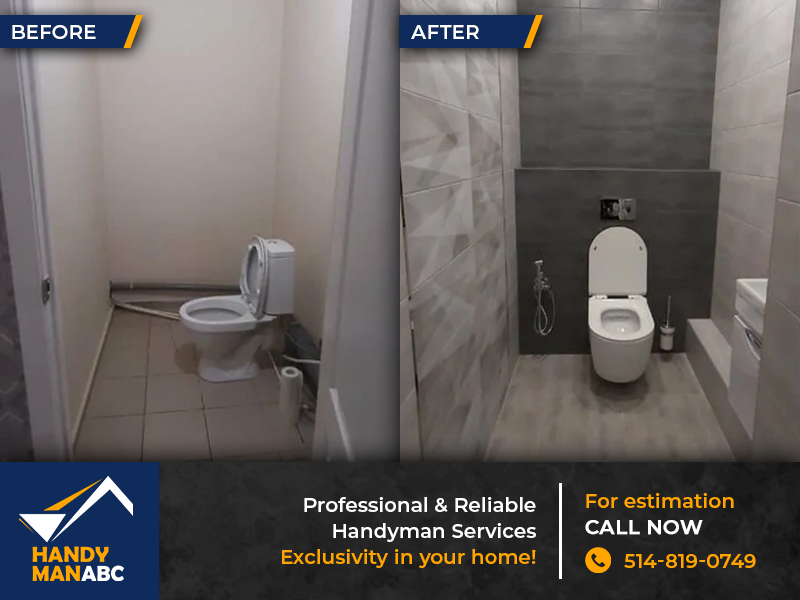 BEFORE
AFTER
HANDY
MANABC
Professional & Reliable
Handyman Services
Exclusivity in your home!
For estimation
CALL NOW
514-819-0749